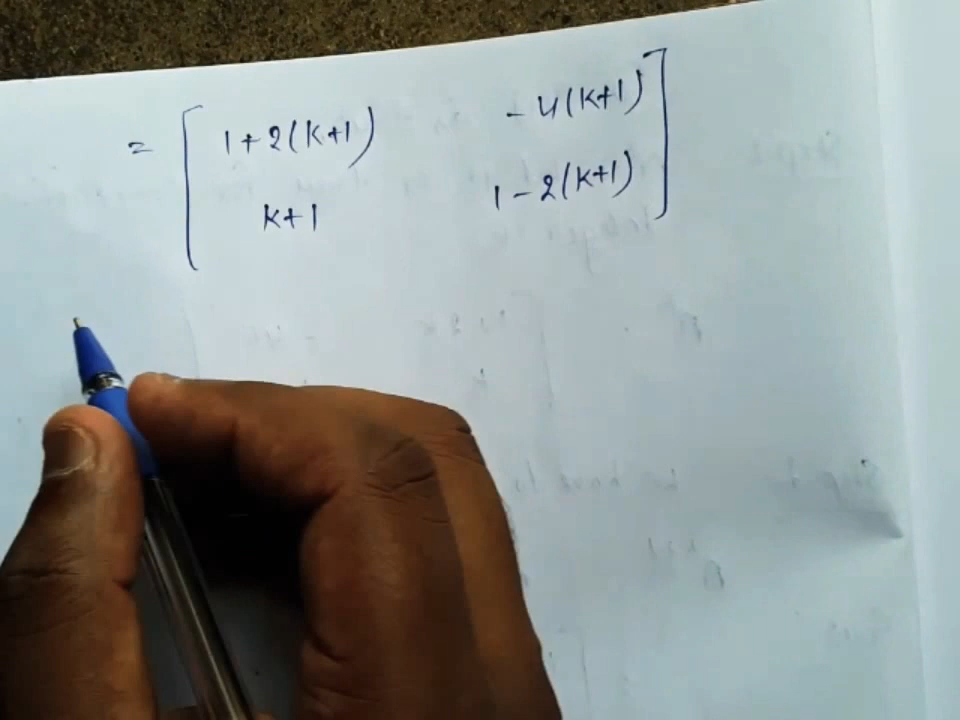 = [ 1+2(k+1) -4(k+1) ]
[ k+1 1-2(k+1) ]